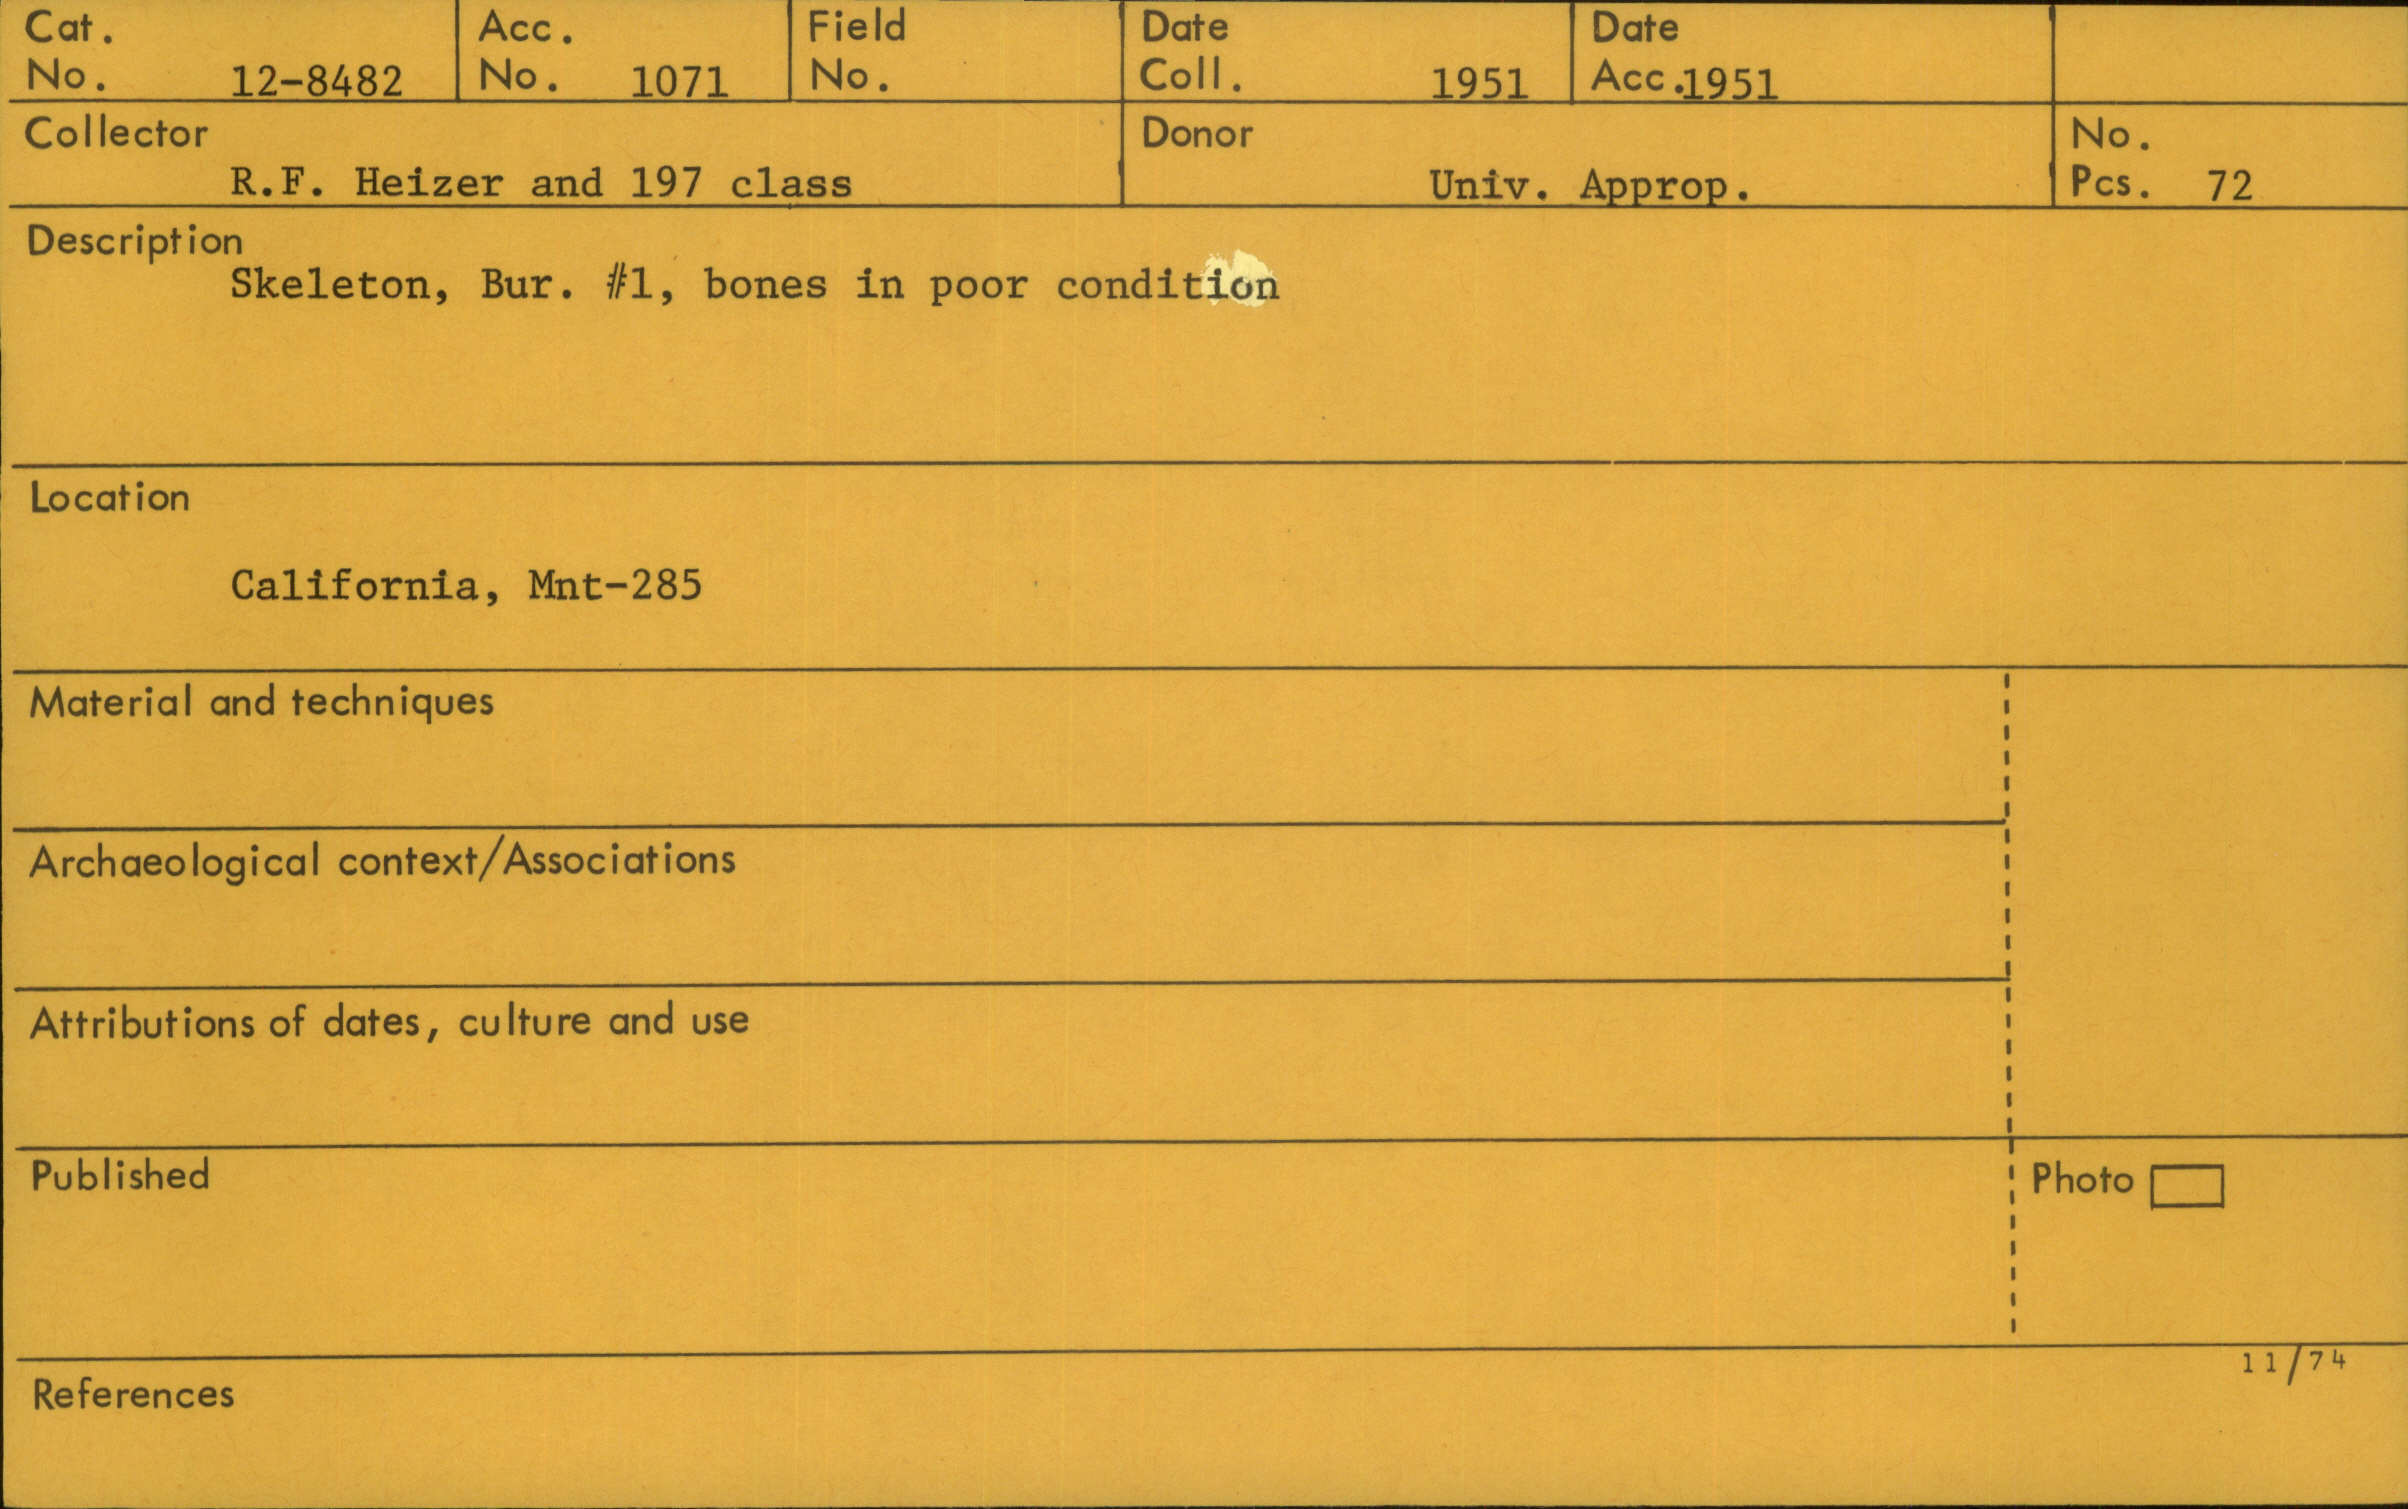 Cat. No. 12-8482 Acc. No. 1071 Field No. Date Coll. 1951 Date Acc. 1951
Collector R.F. Heizer and 197 class Donor Univ. Approp. No. Pcs. 72
Description
Skeleton, Bur. #1, bones in poor condition
Location
California, Mnt-285
Material and techniques
Archaeological context/Associations
Attributions of dates, culture and use
Published
Photo
11/74
References